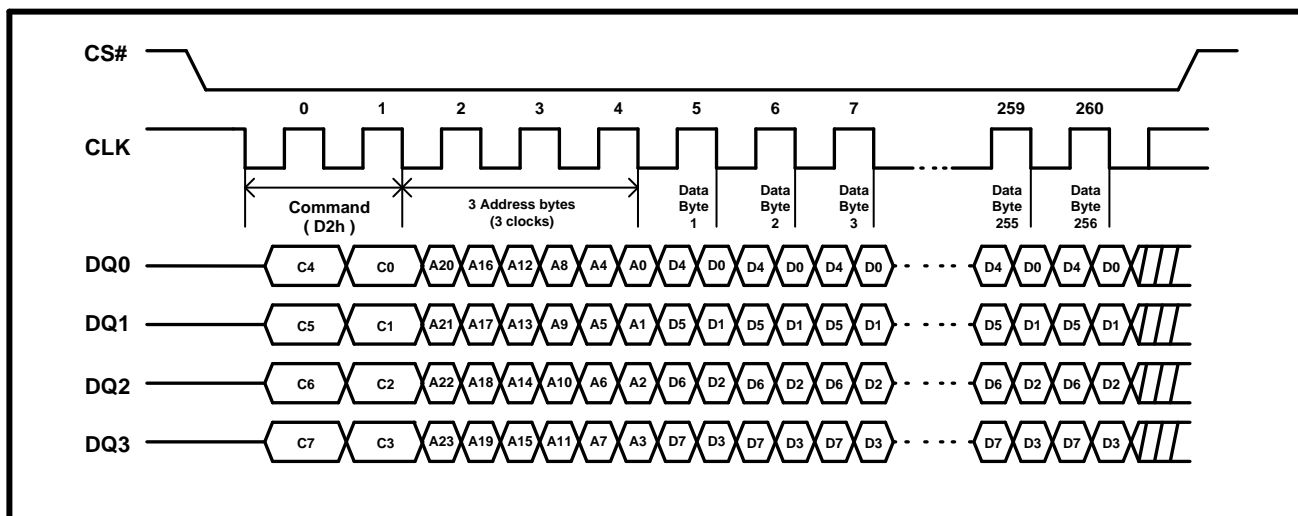 CS#
0 1 2 3 4 5 6 7 259 260
CLK
Command
( D2h )
3 Address bytes
(3 clocks)
Data
Byte
1
Data
Byte
2
Data
Byte
3
Data
Byte
255
Data
Byte
256
DQ0 C4 C0 A20 A16 A12 A8 A4 A0 D4 D0 D4 D0 D4 D0 D4 D0 D4 D0
DQ1 C5 C1 A21 A17 A13 A9 A5 A1 D5 D1 D5 D1 D5 D1 D5 D1 D5 D1
DQ2 C6 C2 A22 A18 A14 A10 A6 A2 D6 D2 D6 D2 D6 D2 D6 D2 D6 D2
DQ3 C7 C3 A23 A19 A15 A11 A7 A3 D7 D3 D7 D3 D7 D3 D7 D3 D7 D3